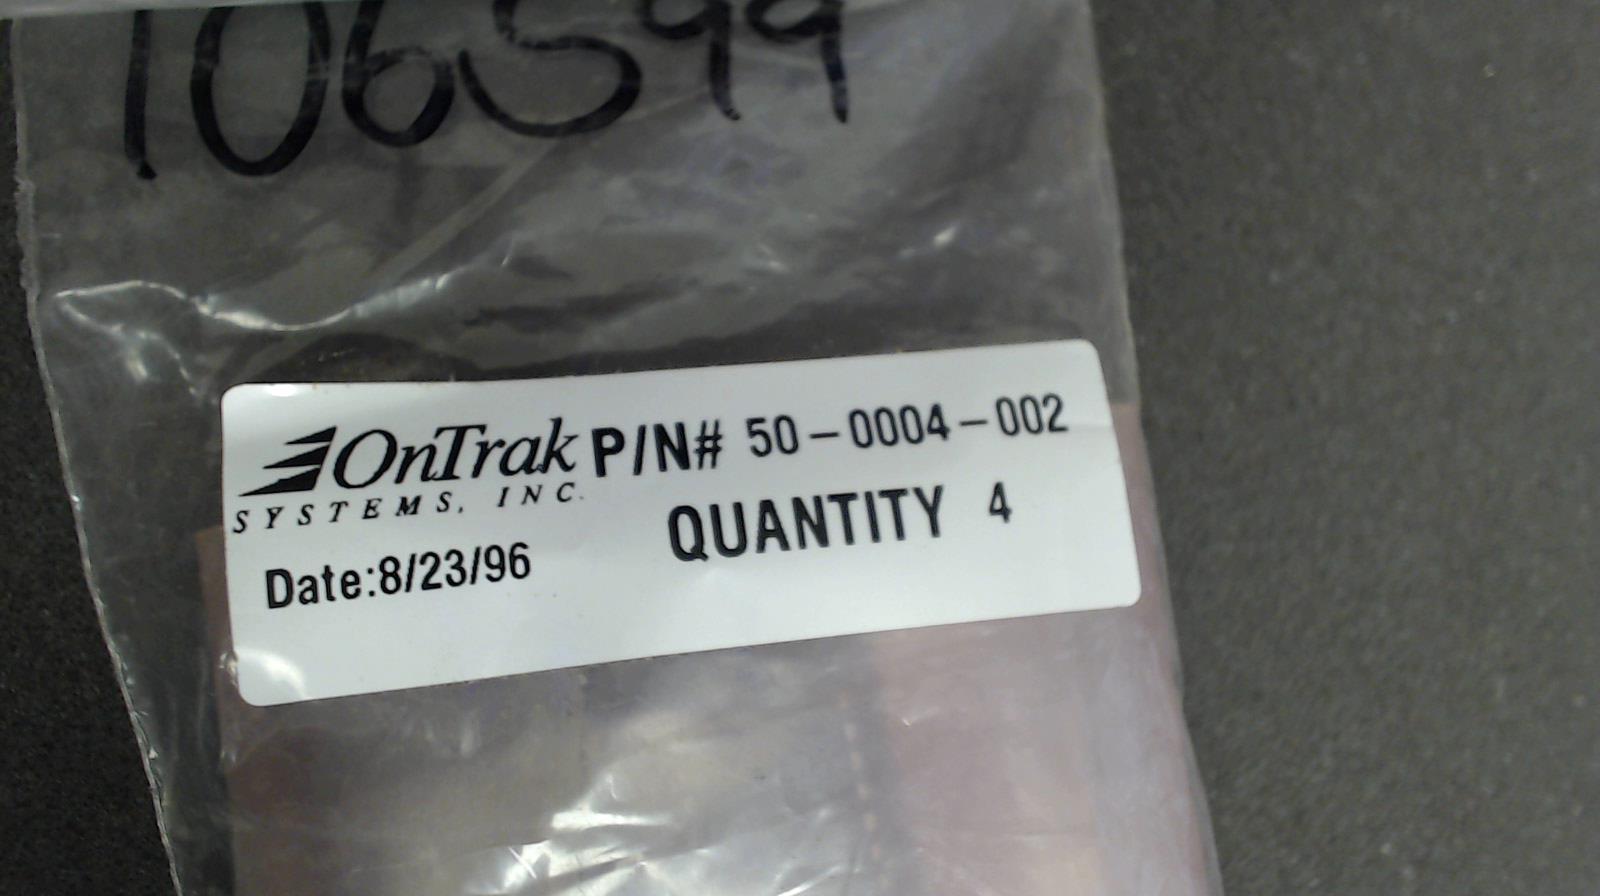 106599
OnTrak P/N# 50-0004-002
SYSTEMS, INC.
QUANTITY 4
Date:8/23/96